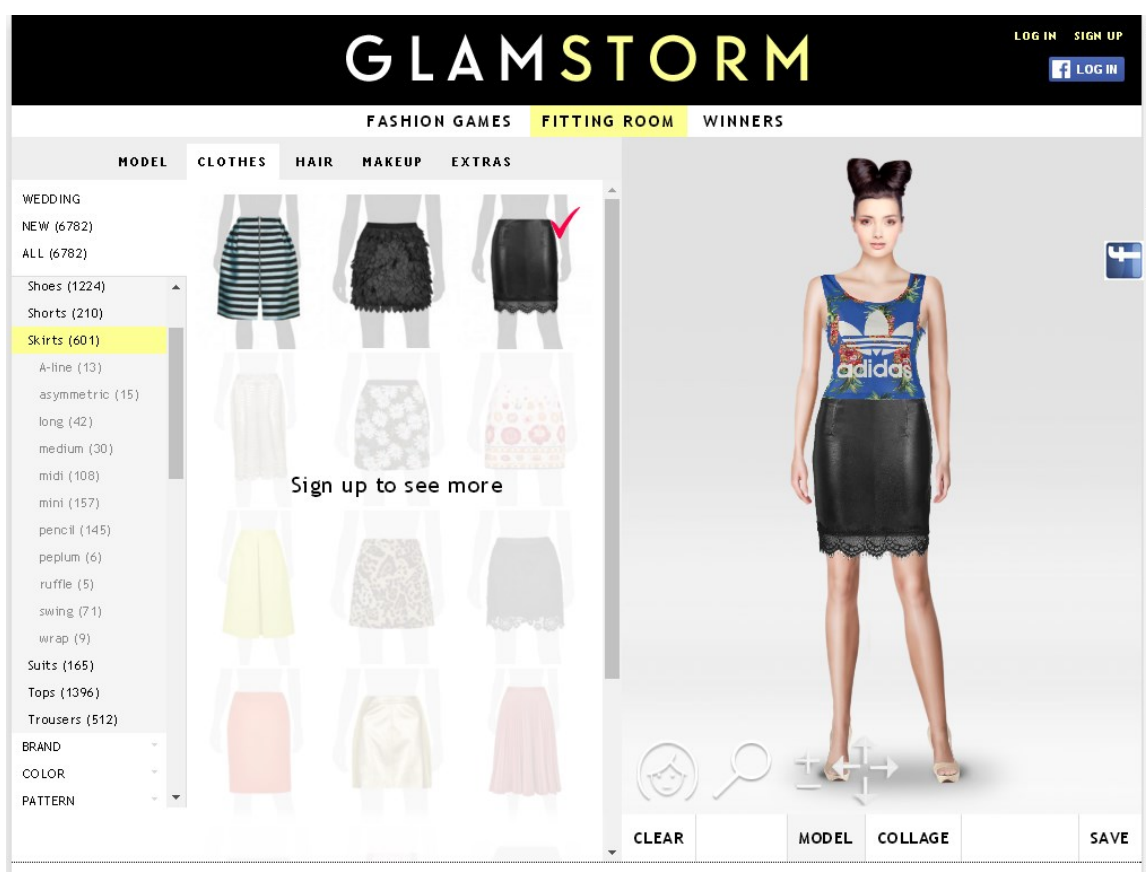 GLAMSTORM
LOG IN SIGN UP
f LOG IN
FASHION GAMES FITTING ROOM WINNERS
MODEL CLOTHES HAIR MAKEUP EXTRAS
WEDDING
NEW (6782)
ALL (6782)
Shoes (1224)
Shorts (210)
Skirts (601)
A-line (13)
asymmetric (15)
long (42)
medium (30)
midi (108)
mini (157)
pencil (145)
peplum (6)
ruffle (5)
swing (71)
wrap (9)
Suits (165)
Tops (1396)
Trousers (512)
BRAND
COLOR
PATTERN
Sign up to see more
adidas
f
CLEAR MODEL COLLAGE SAVE